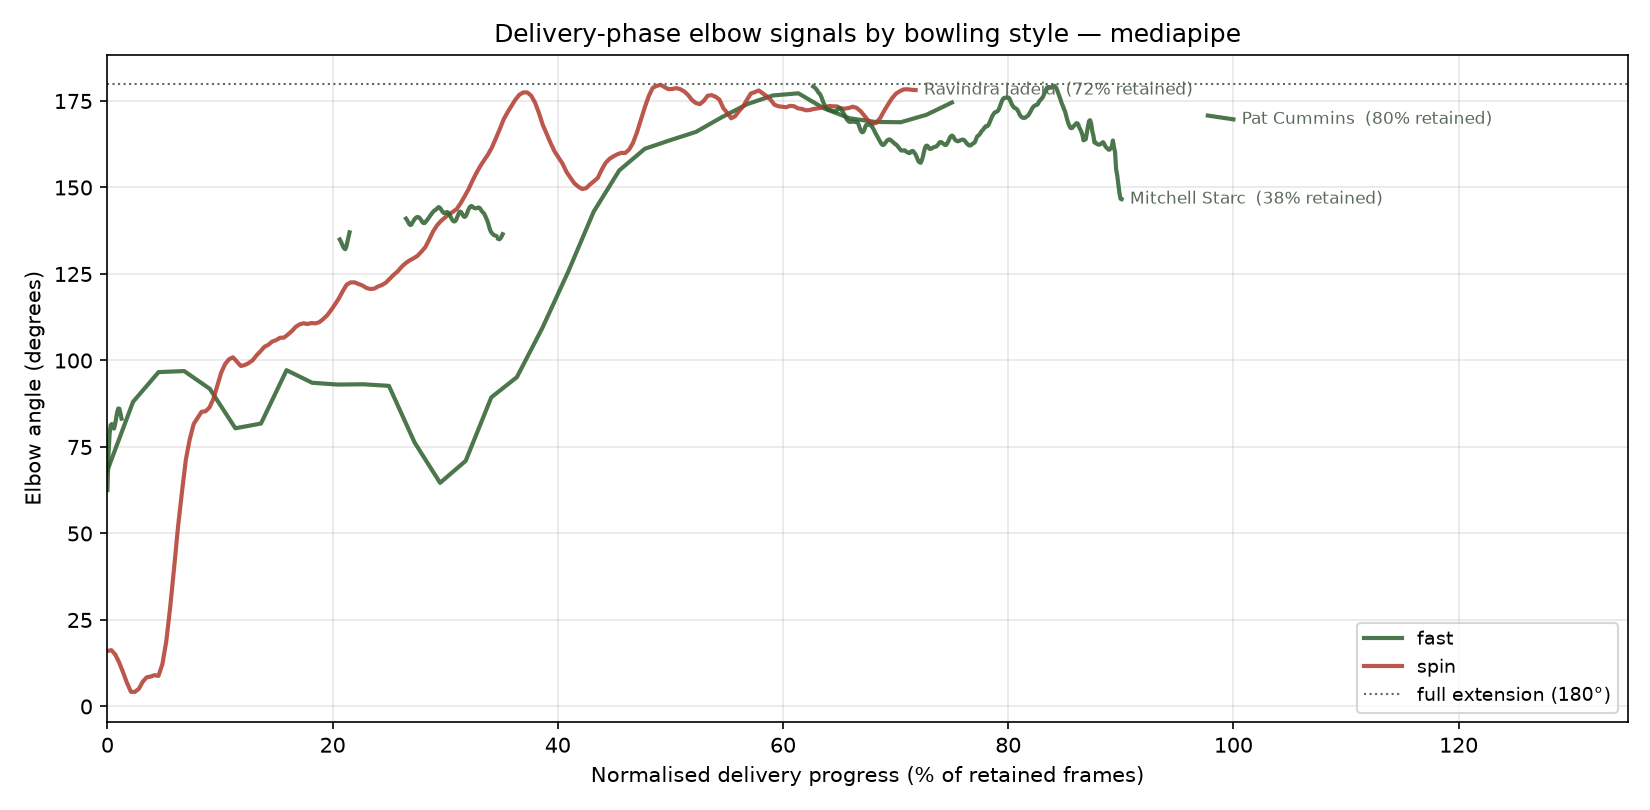 Delivery-phase elbow signals by bowling style — mediapipe
Elbow angle (degrees)
175
150
125
100
75
50
25
0
Ravindra Jadeja (72% retained)
Pat Cummins (80% retained)
Mitchell Starc (38% retained)
fast
spin
full extension (180°)
0 20 40 60 80 100 120
Normalised delivery progress (% of retained frames)